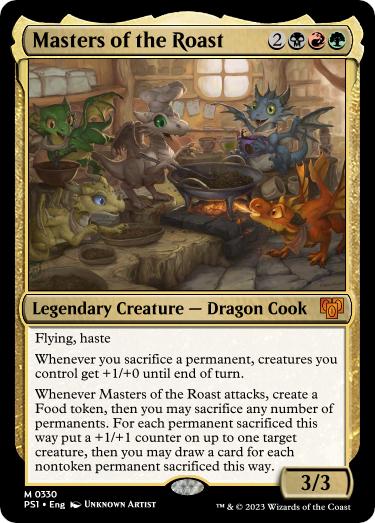 Masters of the Roast 2
Legendary Creature — Dragon Cook
Flying, haste
Whenever you sacrifice a permanent, creatures you
control get +1/+0 until end of turn.
Whenever Masters of the Roast attacks, create a
Food token, then you may sacrifice any number of
permanents. For each permanent sacrificed this
way put a +1/+1 counter on up to one target
creature, then you may draw a card for each
nontoken permanent sacrificed this way.
3/3
M 0330
PS1 • Eng Unknown Artist
™ & © 2023 Wizards of the Coast